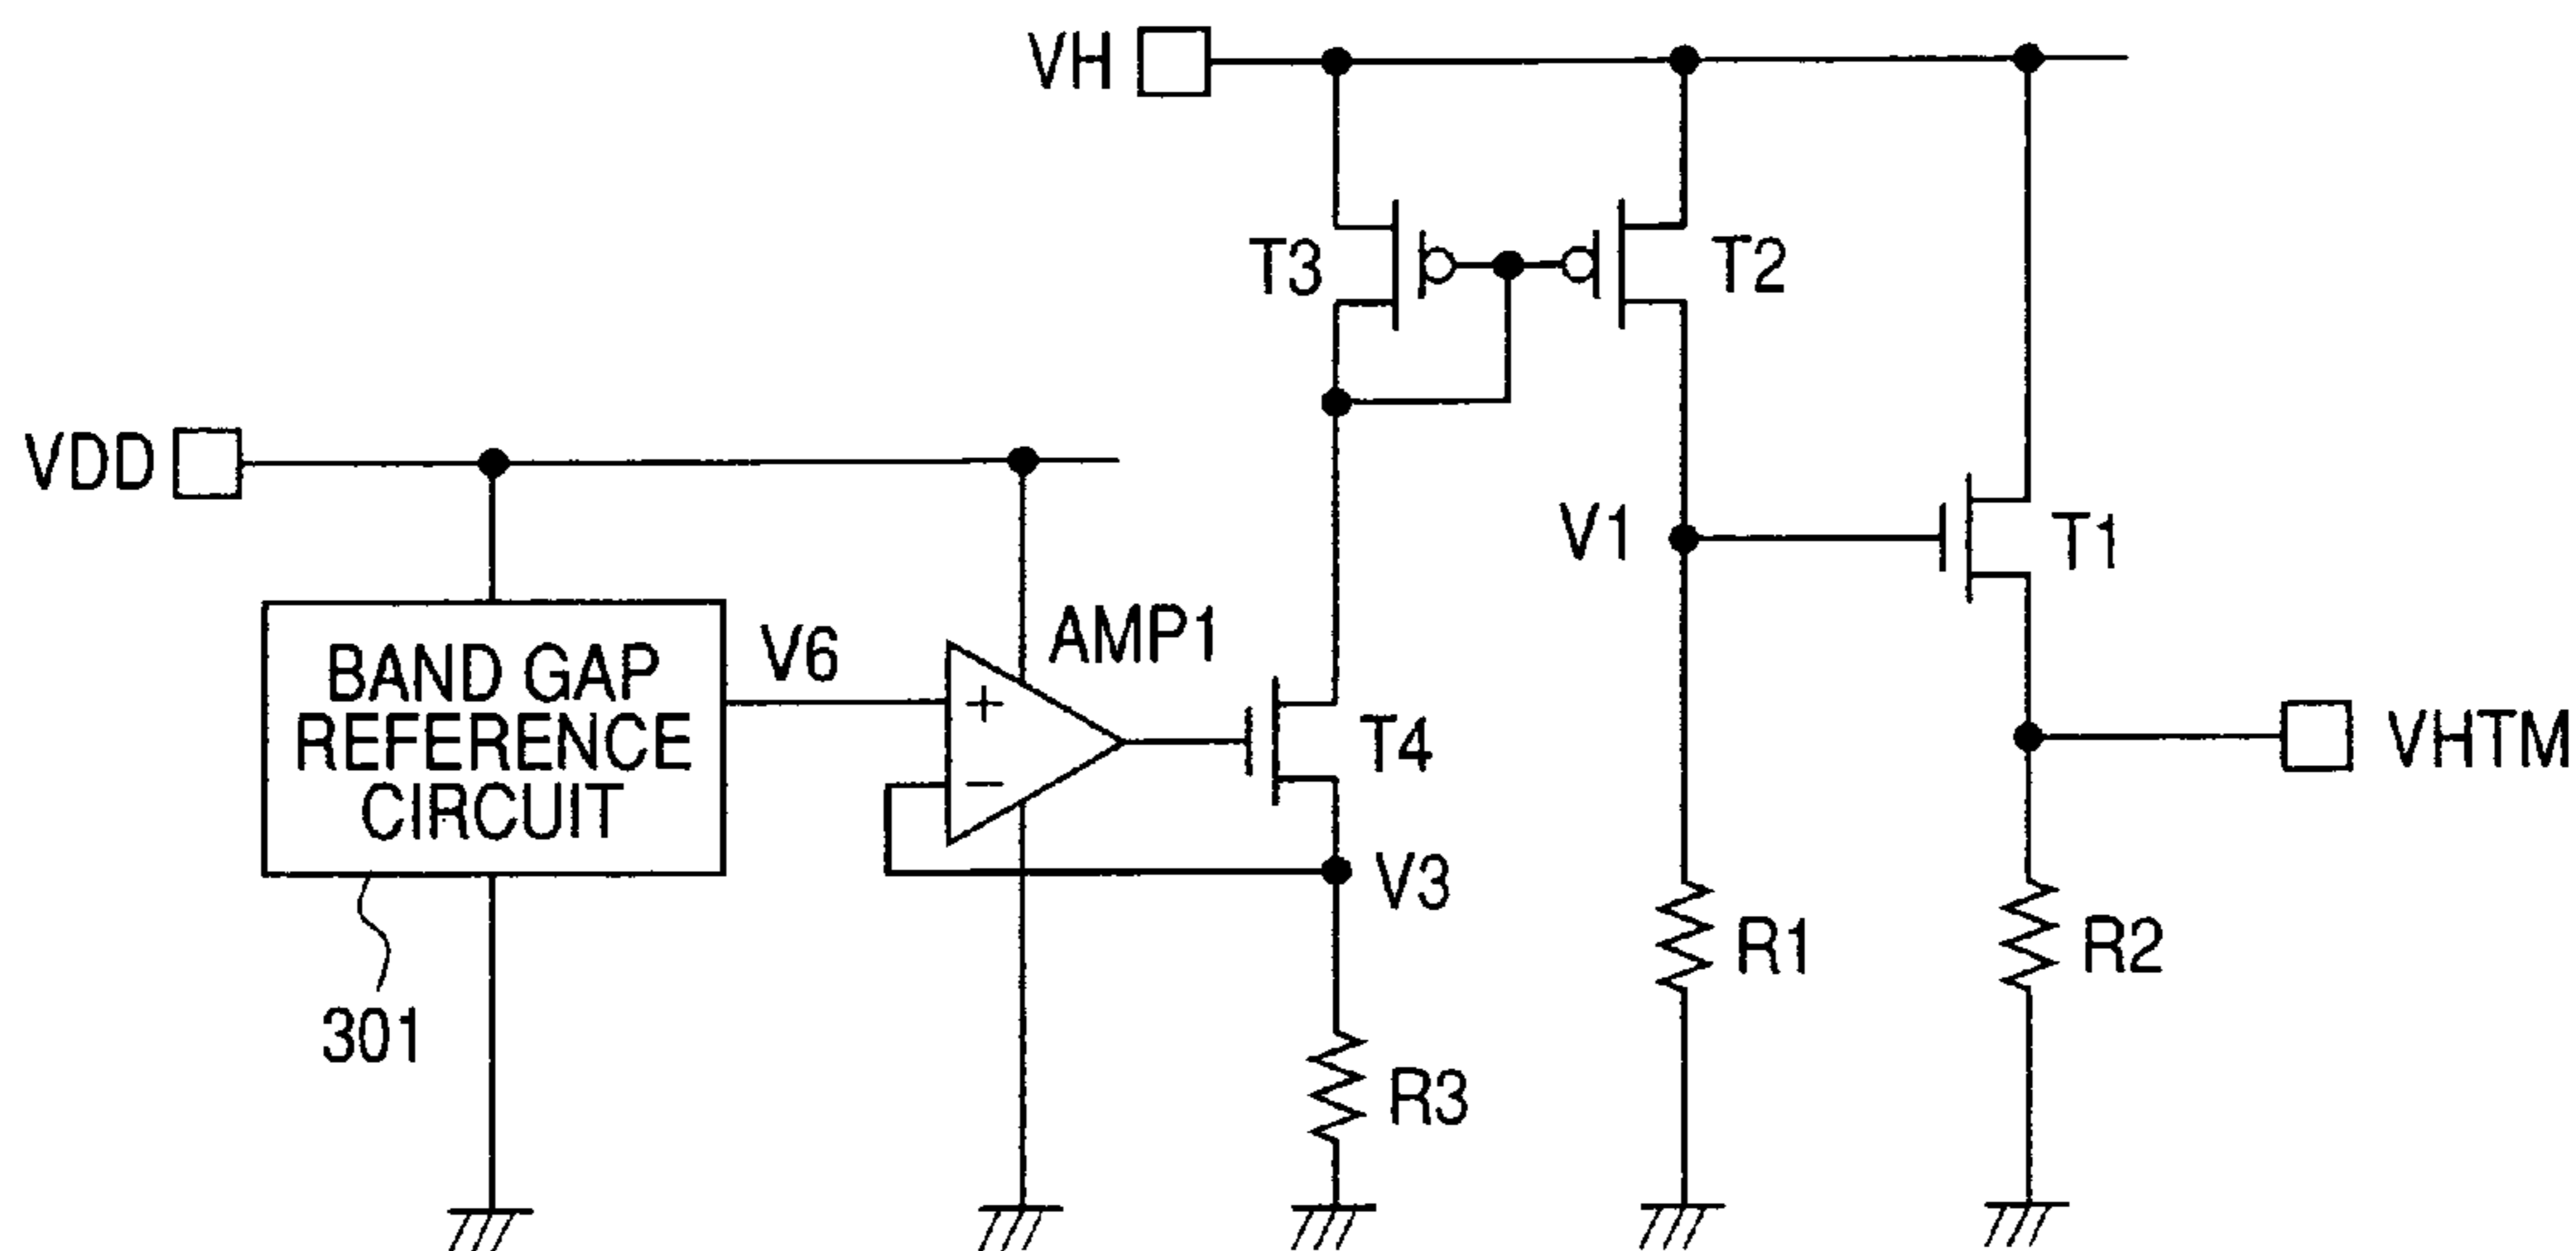 VH
T3
T2
VDD
V1
T1
BAND GAP
REFERENCE
CIRCUIT
V6
AMP1
+
−
T4
VHTM
V3
R1
R2
301
R3